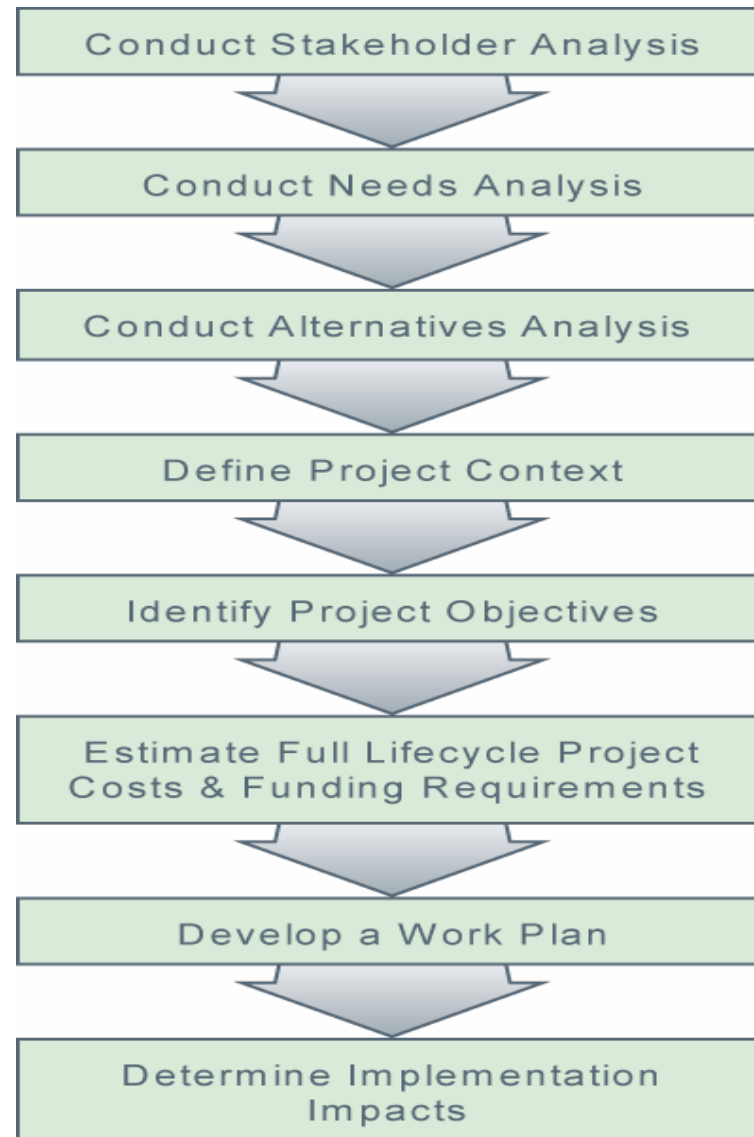 Conduct Stakeholder Analysis
Conduct Needs Analysis
Conduct Alternatives Analysis
Define Project Context
Identify Project Objectives
Estimate Full Lifecycle Project
Costs & Funding Requirements
Develop a Work Plan
Determine Implementation
Impacts